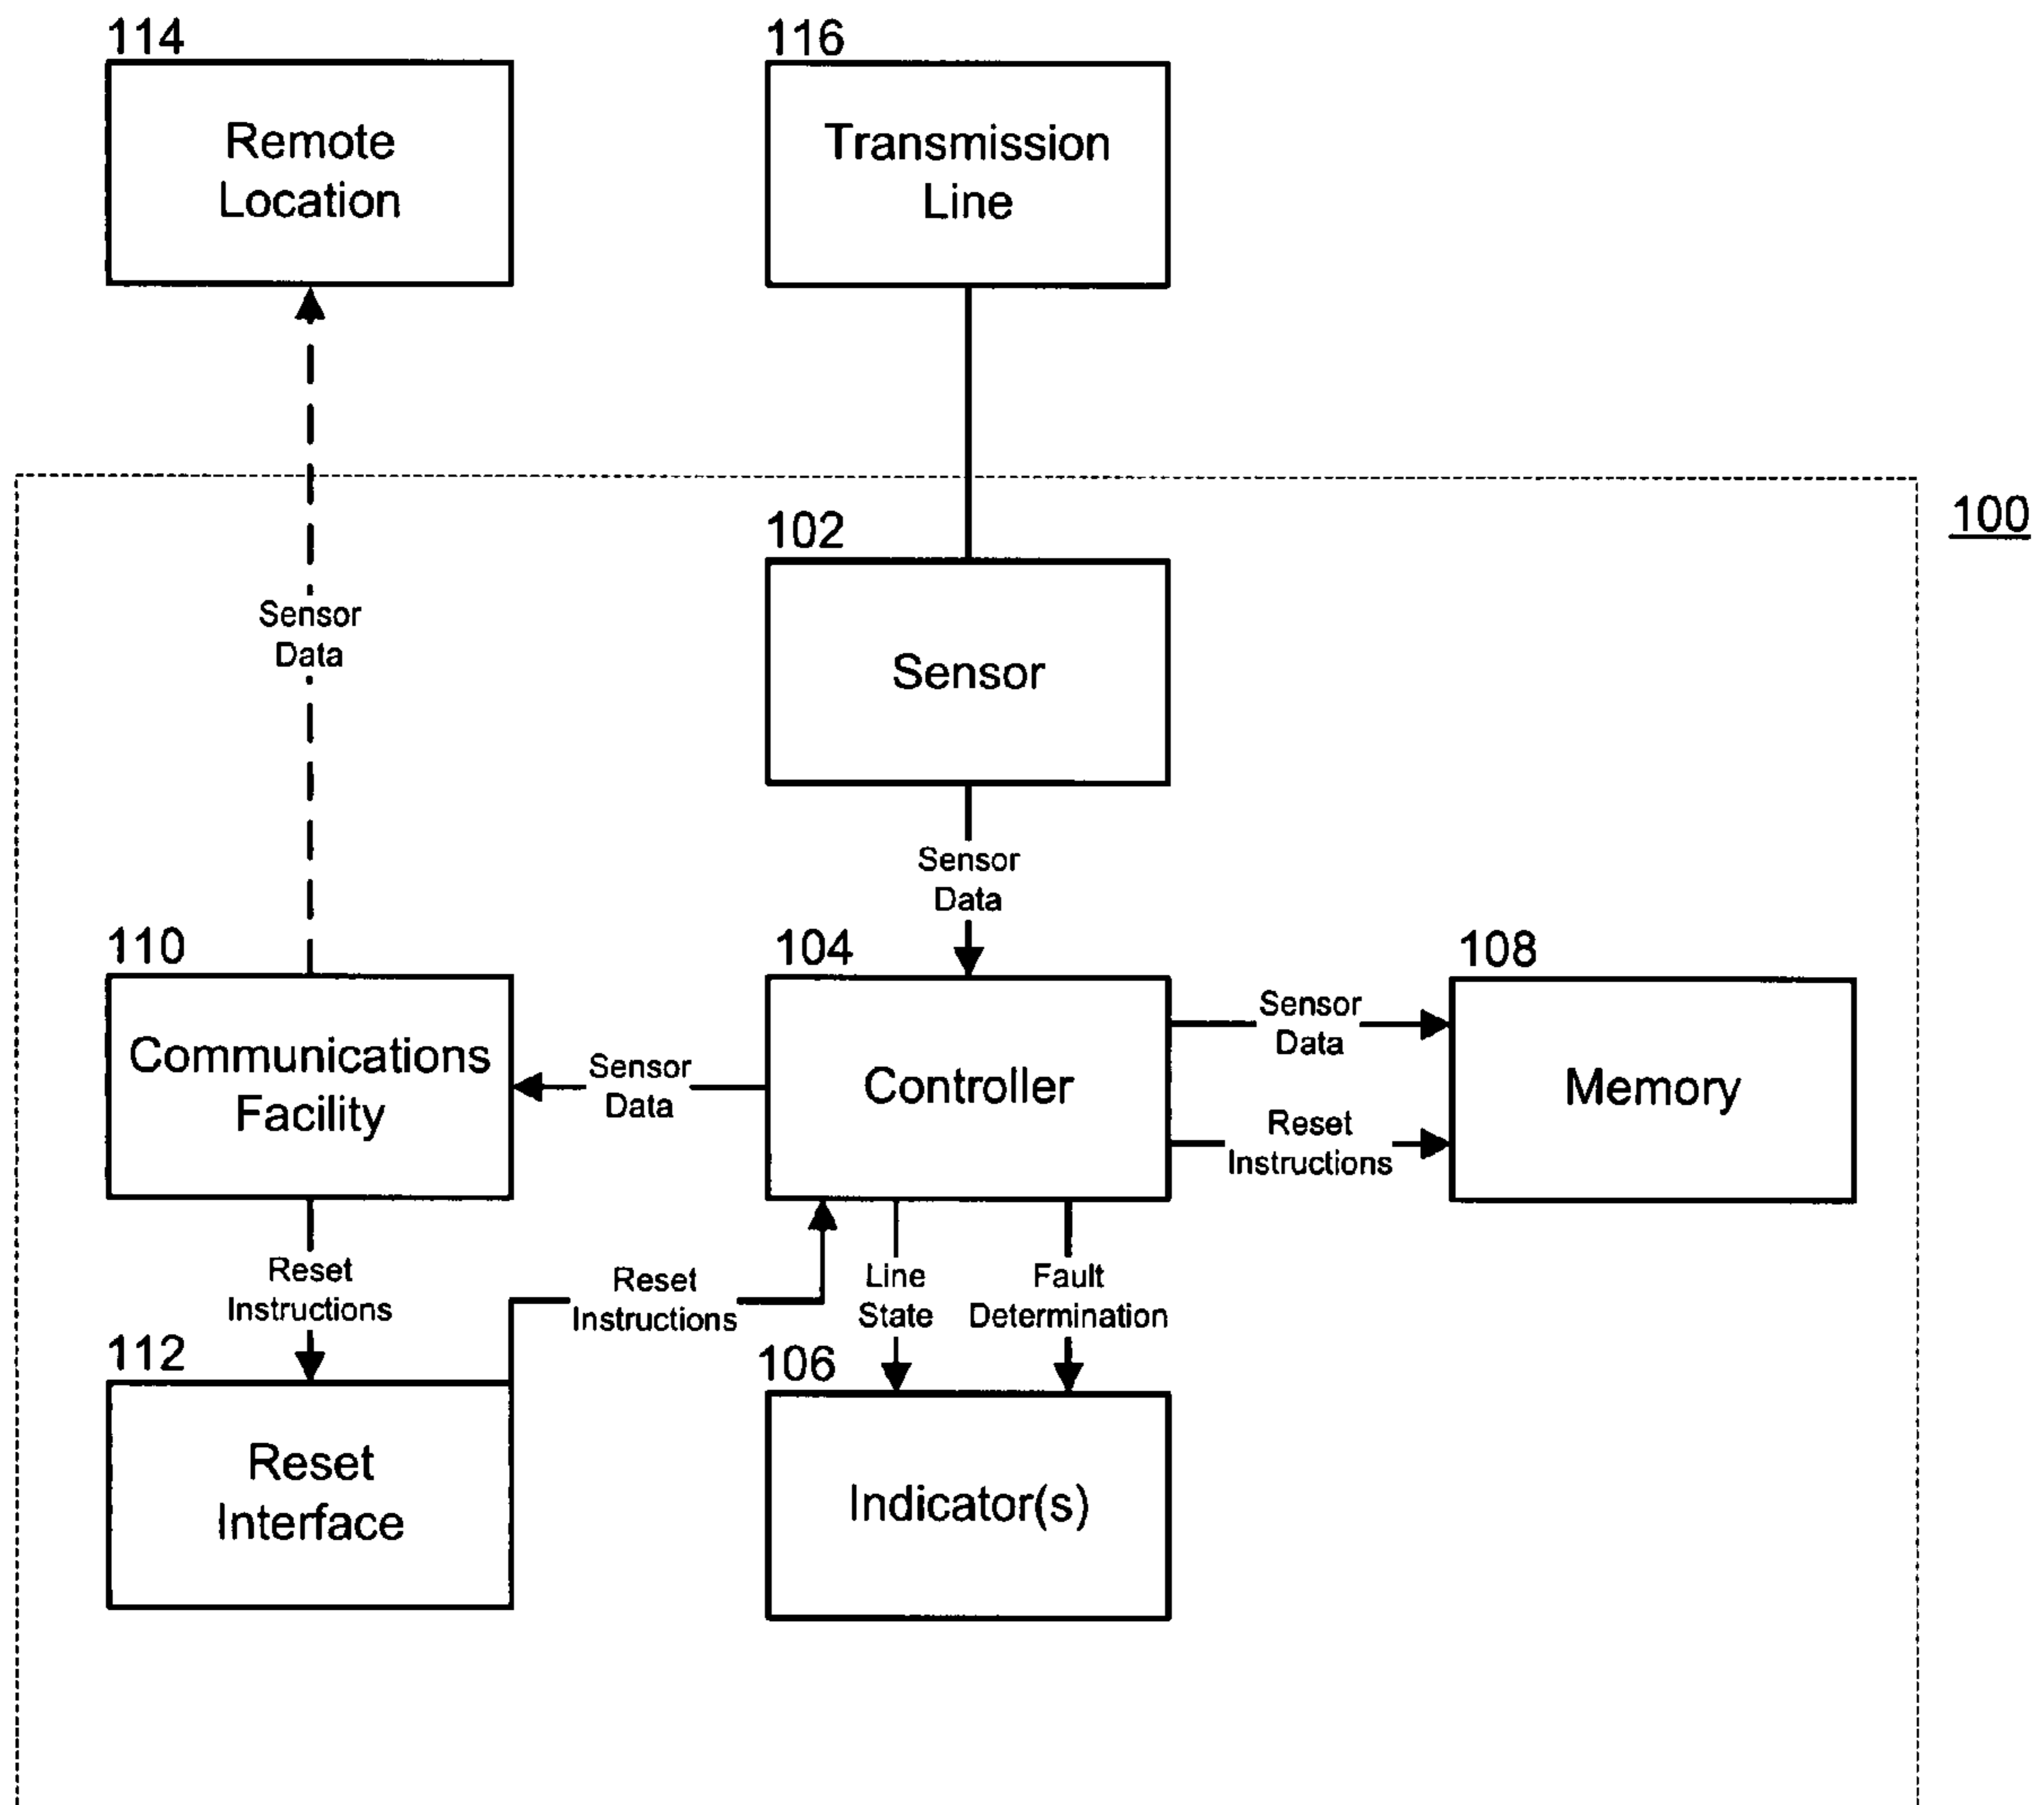 114
Remote
Location
116
Transmission
Line
100
102
Sensor
Sensor
Data
Sensor
Data
110
Communications
Facility
Sensor
Data
104
Controller
Sensor
Data
Reset
Instructions
108
Memory
Reset
Instructions
Reset
Instructions
Line
State
Fault
Determination
112
Reset
Interface
106
Indicator(s)